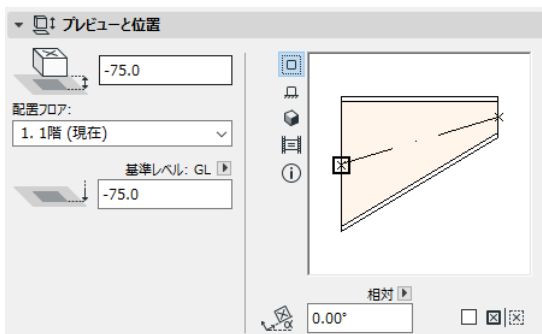 プレビューと位置
-75.0
配置フロア:
1. 1階 (現在)
基準レベル: GL
-75.0
相対
α
0.00°